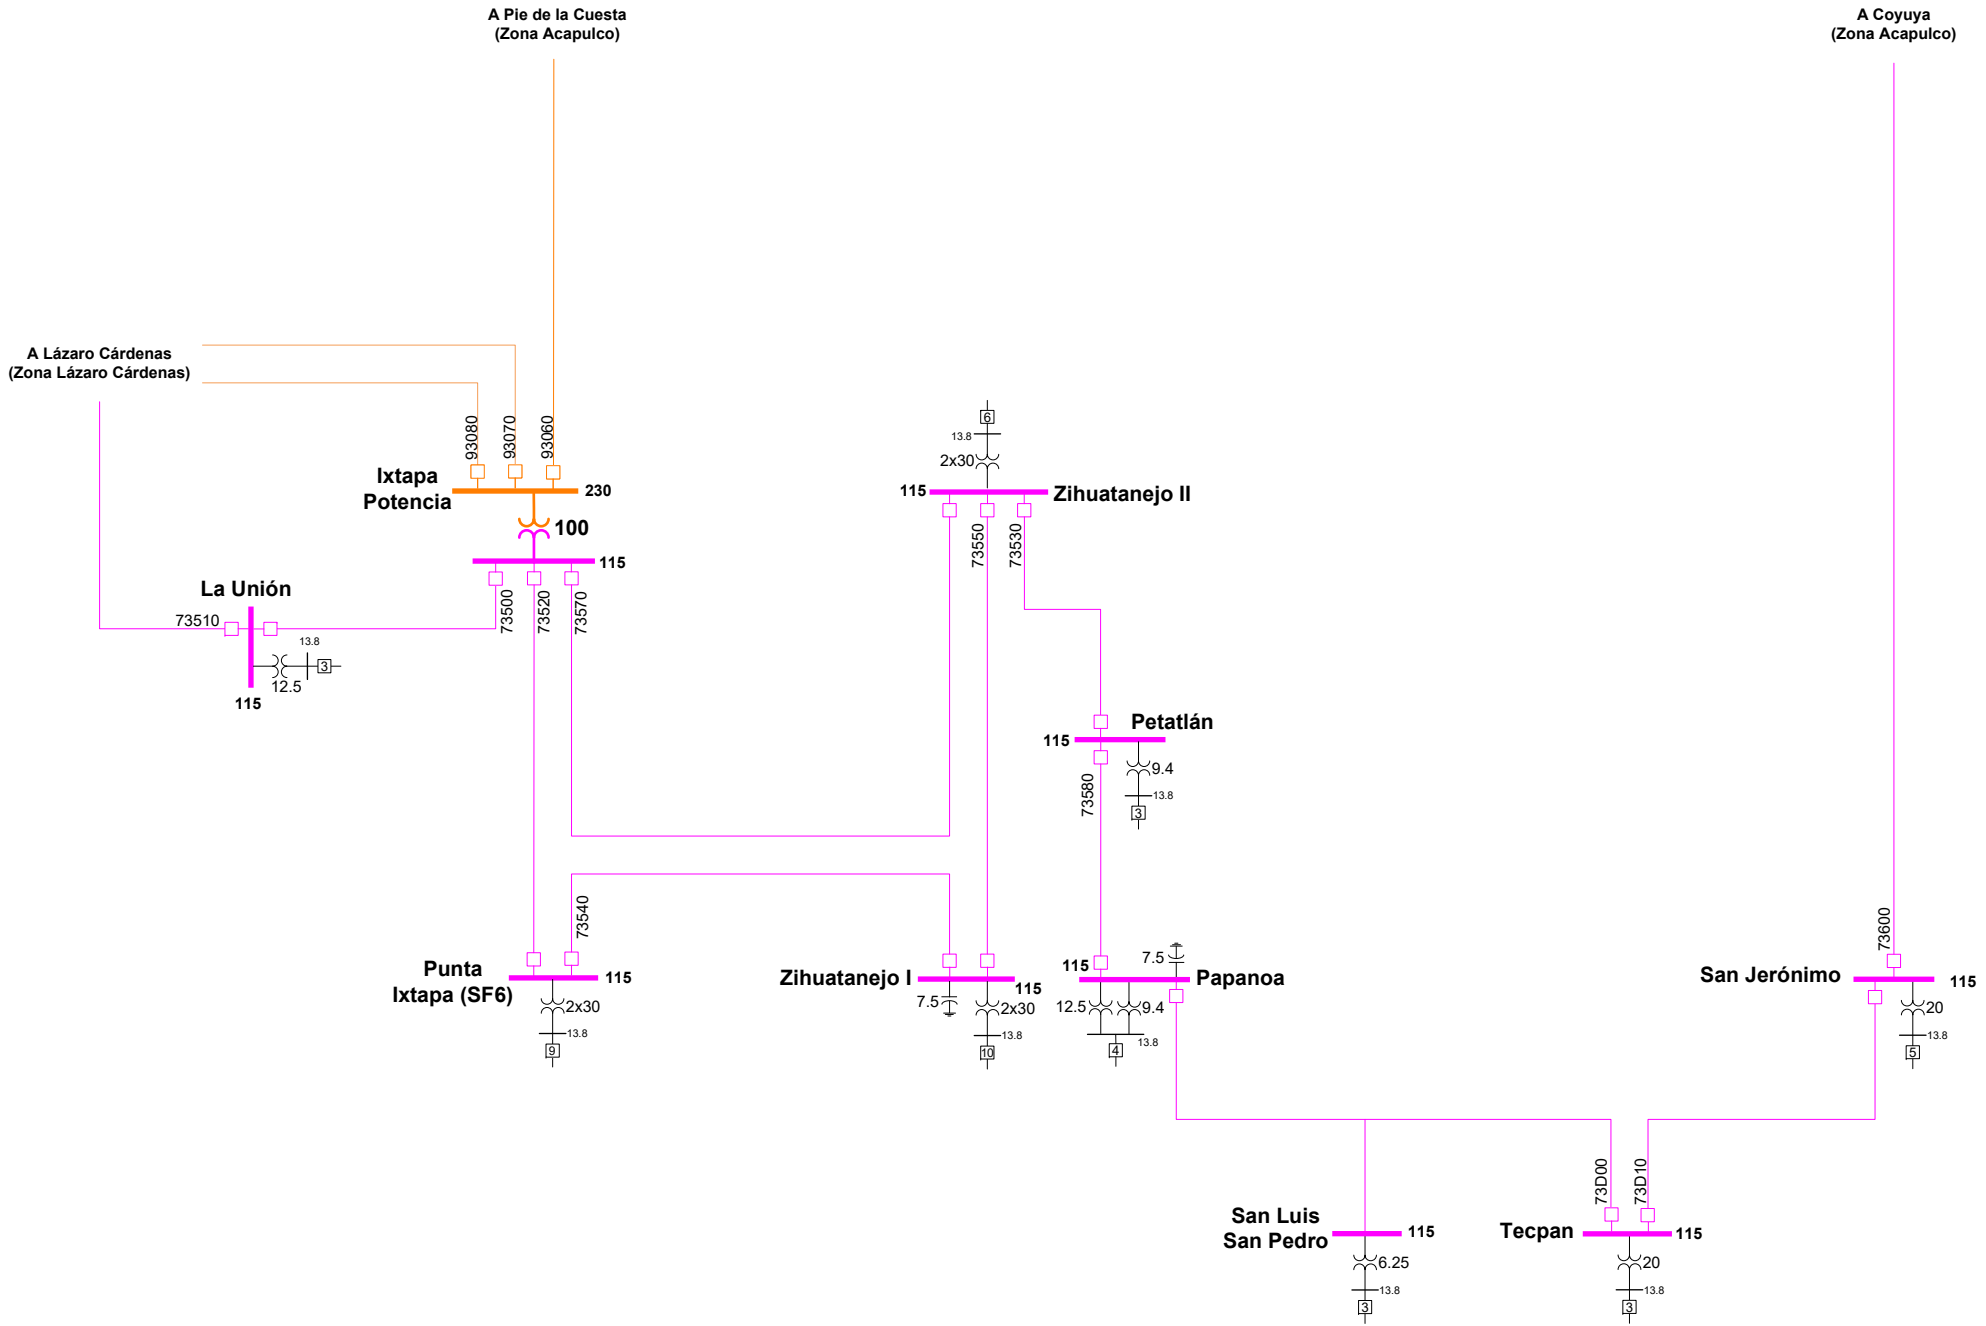 A Pie de la Cuesta
(Zona Acapulco)
A Coyuya
(Zona Acapulco)
A Lázaro Cárdenas
(Zona Lázaro Cárdenas)
93080
93070
93060
Ixtapa
Potencia
230
100
115
73500
73520
73570
La Unión
73510
13.8
3
12.5
115
6
13.8
2x30
115
Zihuatanejo II
73550
73530
Petatlán
115
9.4
13.8
3
73580
73540
Punta
Ixtapa (SF6)
115
2x30
13.8
9
Zihuatanejo I
115
7.5
2x30
13.8
10
115
7.5
Papanoa
12.5
9.4
13.8
4
73600
San Jerónimo
115
20
13.8
5
73D00
73D10
San Luis
San Pedro
115
6.25
13.8
3
Tecpan
115
20
13.8
3